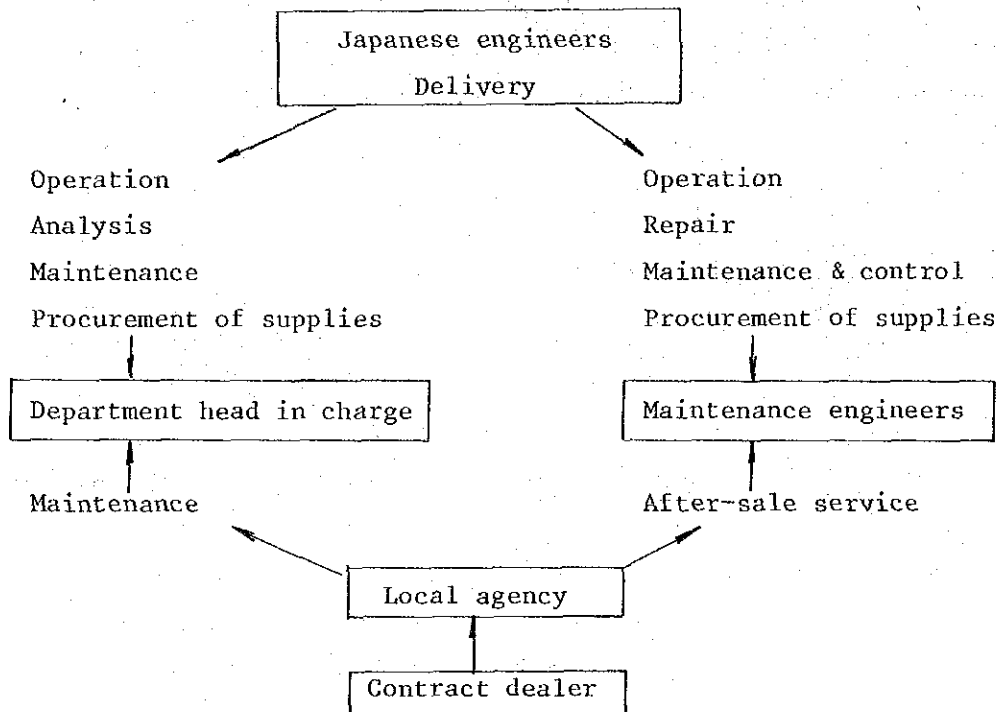 Japanese engineers
Delivery
Operation
Analysis
Maintenance
Procurement of supplies
Operation
Repair
Maintenance & control
Procurement of supplies
Department head in charge
Maintenance engineers
Maintenance
After-sale service
Local agency
Contract dealer